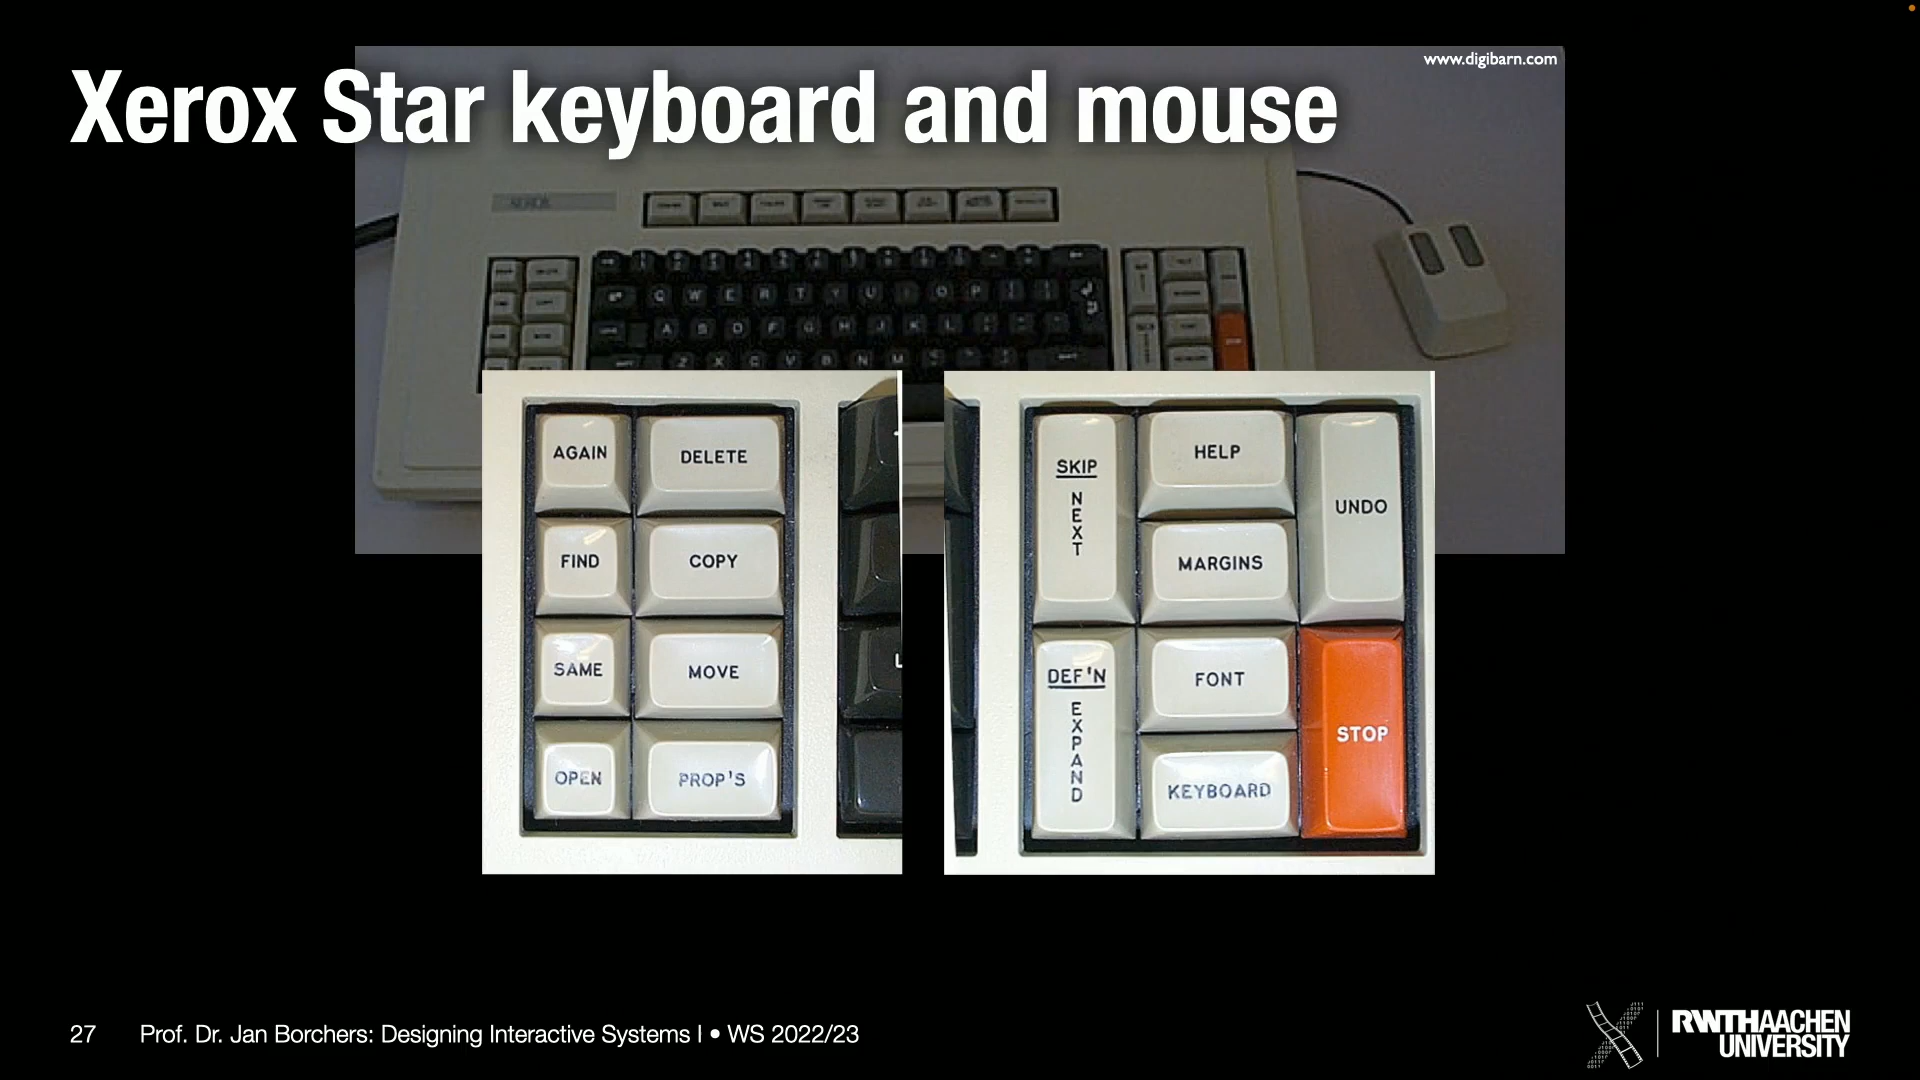 www.digibarn.com
Xerox Star keyboard and mouse
XEROX
Q W E R T Y U I O P
A S D F G H J K L
Z X C V B N M
AGAIN DELETE
FIND COPY
SAME MOVE
OPEN PROP'S
SKIP
NEXT
HELP
UNDO
MARGINS
DEF'N
EXPAND
FONT
STOP
KEYBOARD
27 Prof. Dr. Jan Borchers: Designing Interactive Systems I • WS 2022/23
RWTHAACHEN
UNIVERSITY